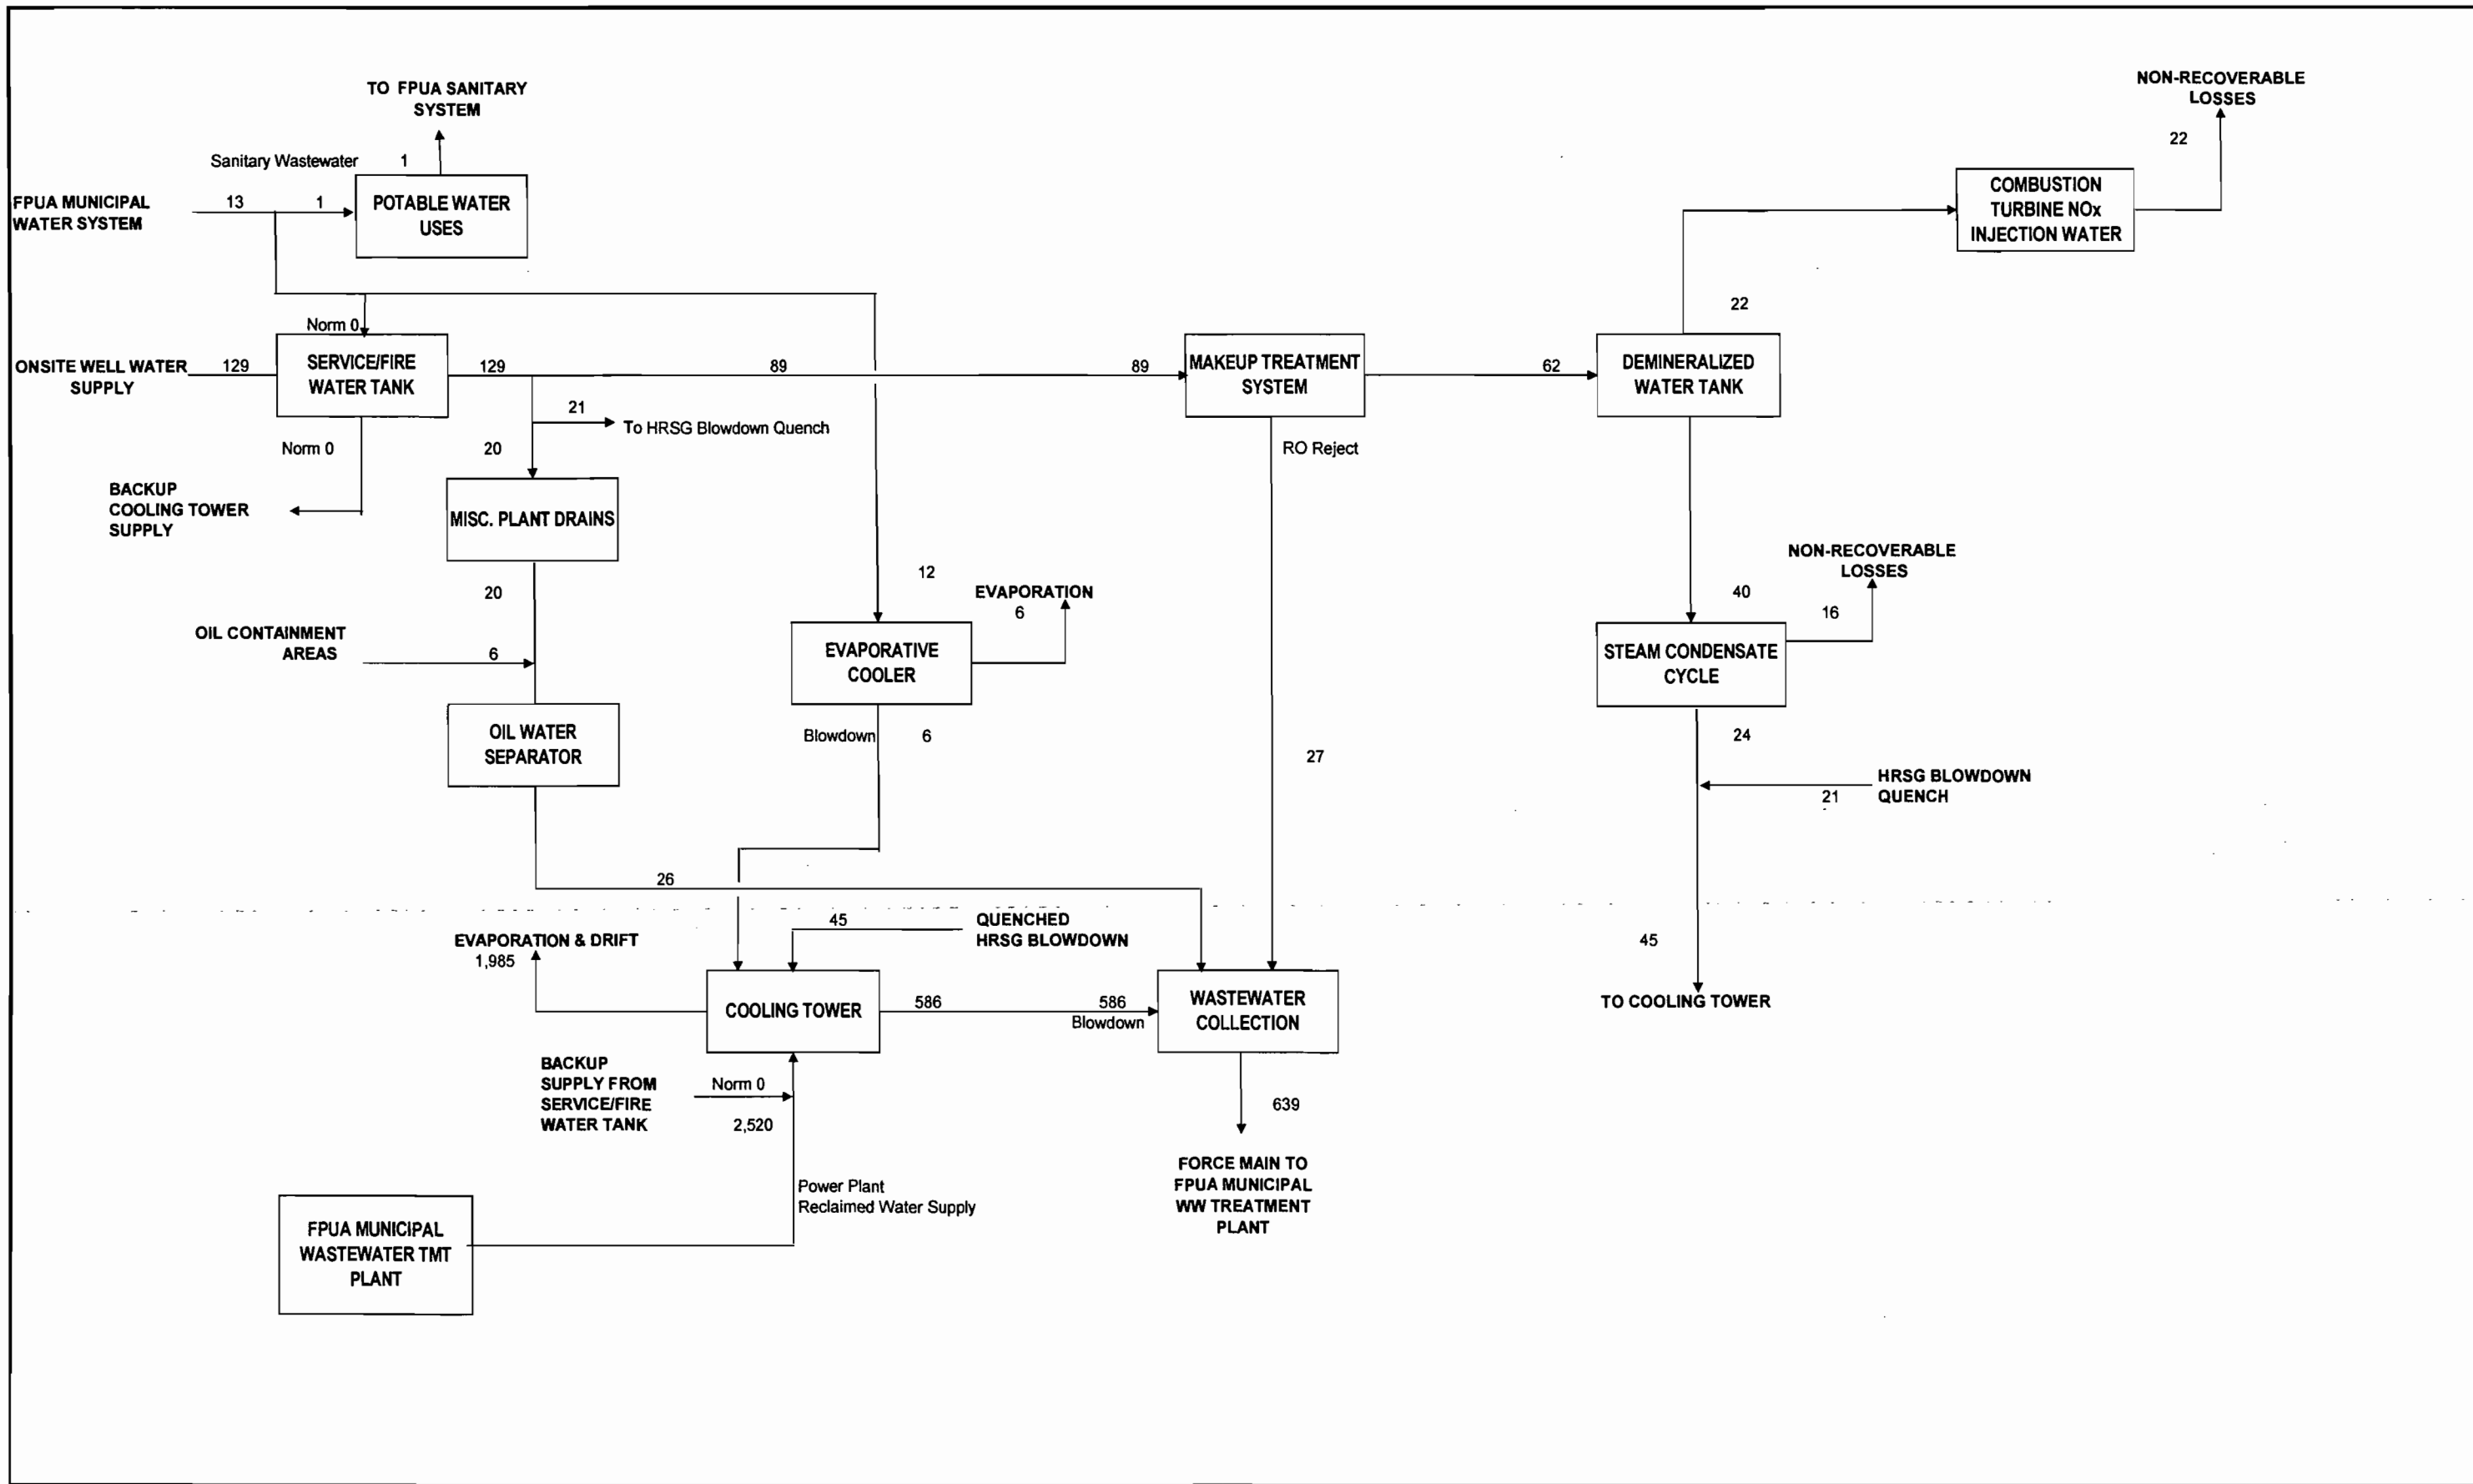 TO FPUA SANITARY
SYSTEM
NON-RECOVERABLE
LOSSES
22
Sanitary Wastewater
1
FPUA MUNICIPAL
WATER SYSTEM
13
1
POTABLE WATER
USES
COMBUSTION
TURBINE NOx
INJECTION WATER
22
Norm 0
ONSITE WELL WATER
SUPPLY
129
SERVICE/FIRE
WATER TANK
129
89
89
MAKEUP TREATMENT
SYSTEM
62
DEMINERALIZED
WATER TANK
21
To HRSG Blowdown Quench
Norm 0
20
RO Reject
BACKUP
COOLING TOWER
SUPPLY
MISC. PLANT DRAINS
20
12
EVAPORATION
6
NON-RECOVERABLE
LOSSES
40
16
OIL CONTAINMENT
AREAS
6
EVAPORATIVE
COOLER
STEAM CONDENSATE
CYCLE
OIL WATER
SEPARATOR
Blowdown
6
27
24
HRSG BLOWDOWN
QUENCH
21
26
45
QUENCHED
HRSG BLOWDOWN
EVAPORATION & DRIFT
1,985
45
COOLING TOWER
586
586
Blowdown
WASTEWATER
COLLECTION
TO COOLING TOWER
BACKUP
SUPPLY FROM
SERVICE/FIRE
WATER TANK
Norm 0
2,520
639
Power Plant
Reclaimed Water Supply
FORCE MAIN TO
FPUA MUNICIPAL
WW TREATMENT
PLANT
FPUA MUNICIPAL
WASTEWATER TMT
PLANT